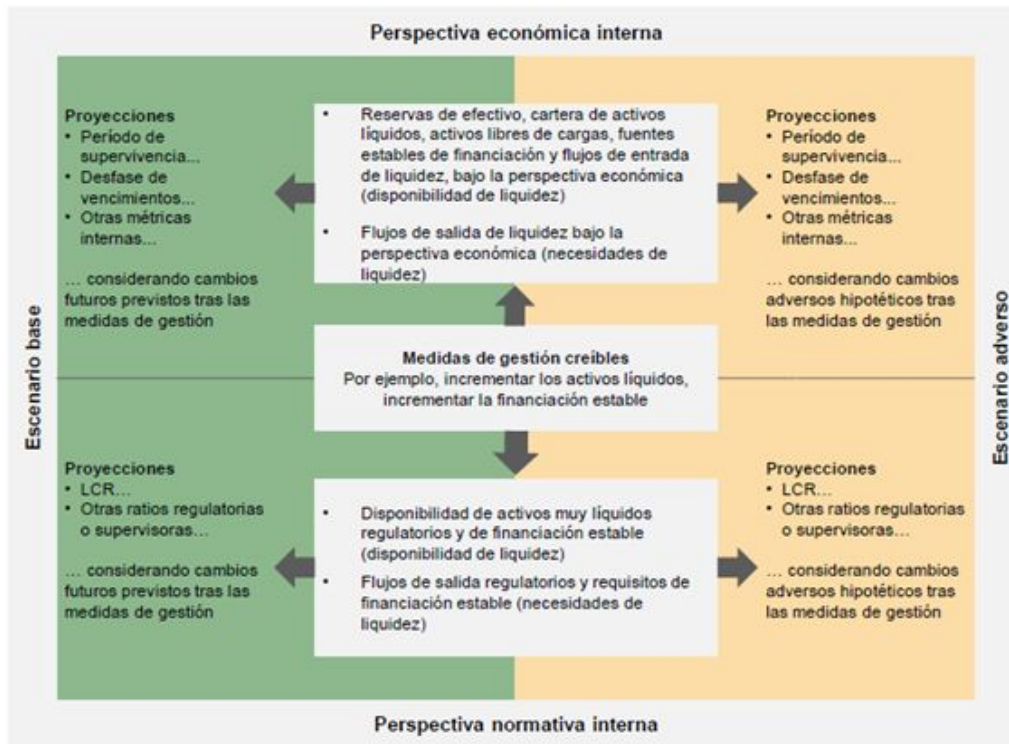 Perspectiva económica interna
Escenario base
Proyecciones
• Período de
supervivencia...
• Desfase de
vencimientos...
• Otras métricas
internas...
… considerando cambios
futuros previstos tras las
medidas de gestión
• Reservas de efectivo, cartera de activos
líquidos, activos libres de cargas, fuentes
estables de financiación y flujos de entrada
de liquidez, bajo la perspectiva económica
(disponibilidad de liquidez)
• Flujos de salida de liquidez bajo la
perspectiva económica (necesidades de
liquidez)
Proyecciones
• Período de
supervivencia...
• Desfase de
vencimientos...
• Otras métricas
internas...
… considerando cambios
adversos hipotéticos tras
las medidas de gestión
Escenario adverso
Medidas de gestión creíbles
Por ejemplo, incrementar los activos líquidos,
incrementar la financiación estable
Proyecciones
• LCR…
• Otras ratios regulatorias
o supervisoras…
… considerando cambios
futuros previstos tras las
medidas de gestión
• Disponibilidad de activos muy líquidos
regulatorios y de financiación estable
(disponibilidad de liquidez)
• Flujos de salida regulatorios y requisitos de
financiación estable (necesidades de
liquidez)
Proyecciones
• LCR…
• Otras ratios regulatorias
o supervisoras…
… considerando cambios
adversos hipotéticos tras
las medidas de gestión
Perspectiva normativa interna